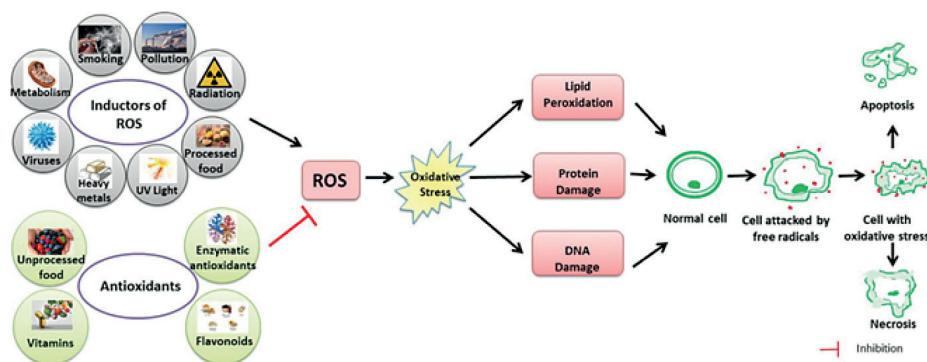 Smoking
Pollution
Metabolism
Radiation
Inductors of
ROS
Viruses
Processed
food
Heavy
metals
UV Light
Unprocessed
food
Enzymatic
antioxidants
Antioxidants
Vitamins
Flavonoids
ROS
Oxidative
Stress
Lipid
Peroxidation
Protein
Damage
DNA
Damage
Normal cell
Cell attacked by
free radicals
Apoptosis
Cell with
oxidative stress
Necrosis
Inhibition